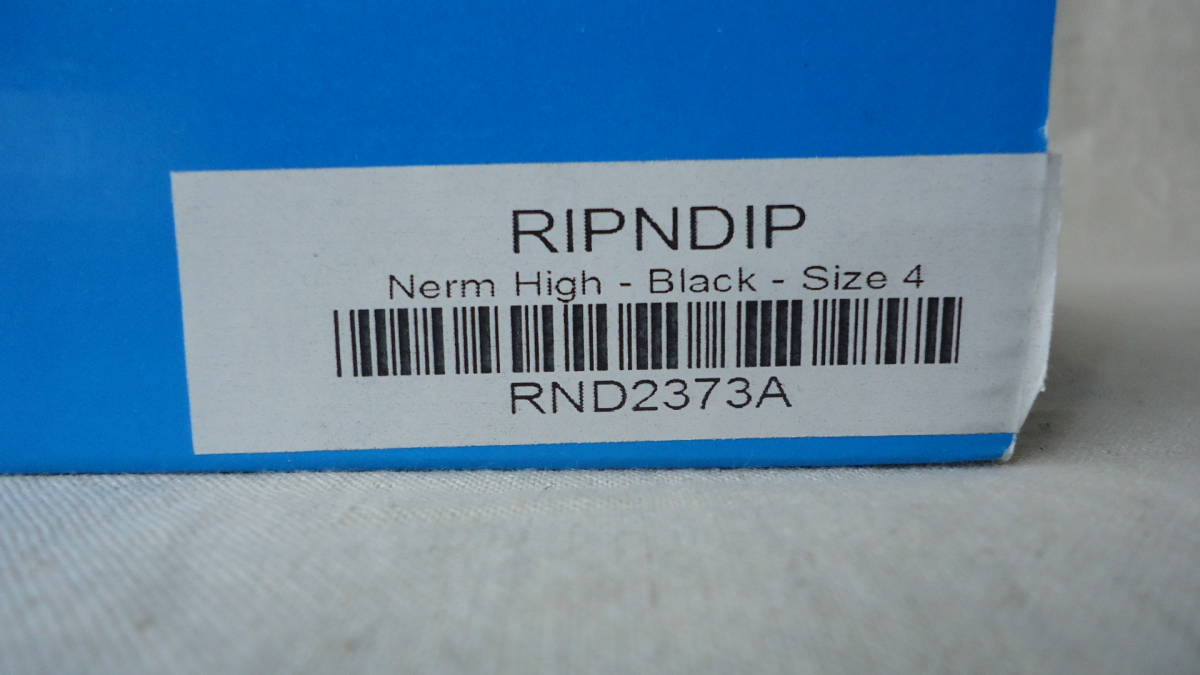 RIPNDIP
Nerm High - Black - Size 4
RND2373A